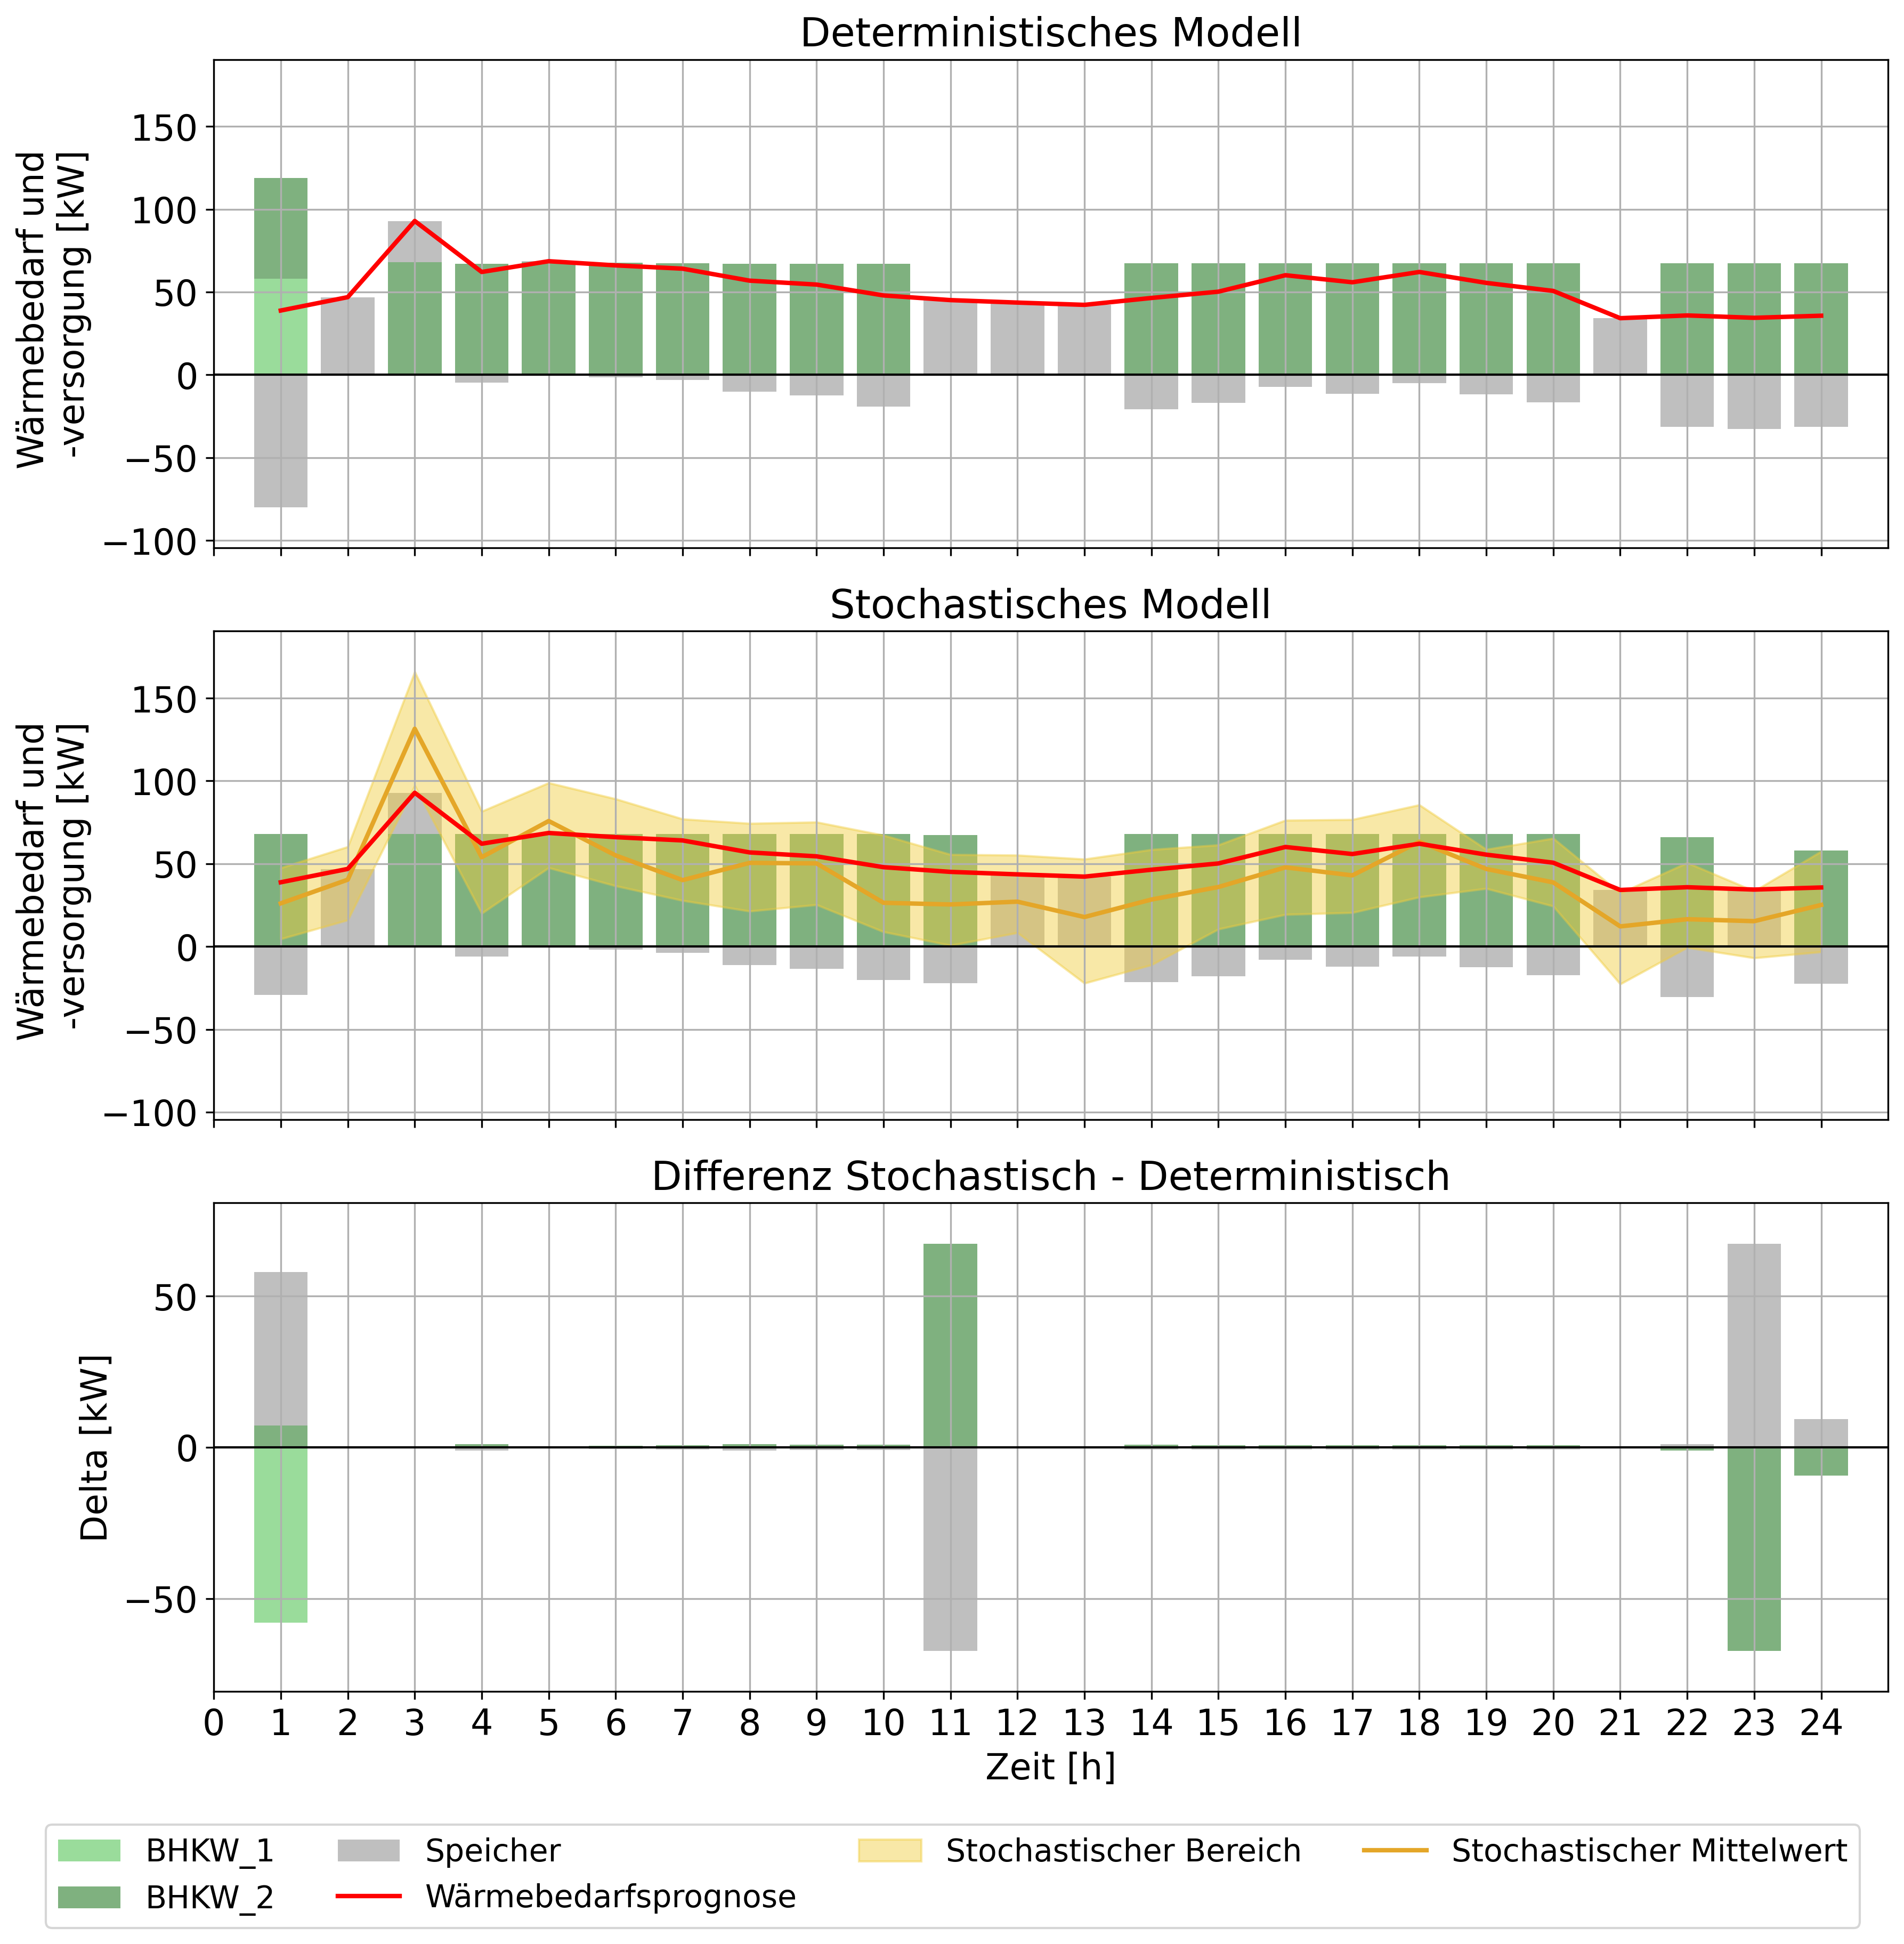 Deterministisches Modell
Wärmebedarf und
-versorgung [kW]
150
100
50
0
−50
−100
Stochastisches Modell
Wärmebedarf und
-versorgung [kW]
150
100
50
0
−50
−100
Differenz Stochastisch - Deterministisch
Delta [kW]
50
0
−50
0 1 2 3 4 5 6 7 8 9 10 11 12 13 14 15 16 17 18 19 20 21 22 23 24
Zeit [h]
BHKW_1
BHKW_2
Speicher
Wärmebedarfsprognose
Stochastischer Bereich
Stochastischer Mittelwert